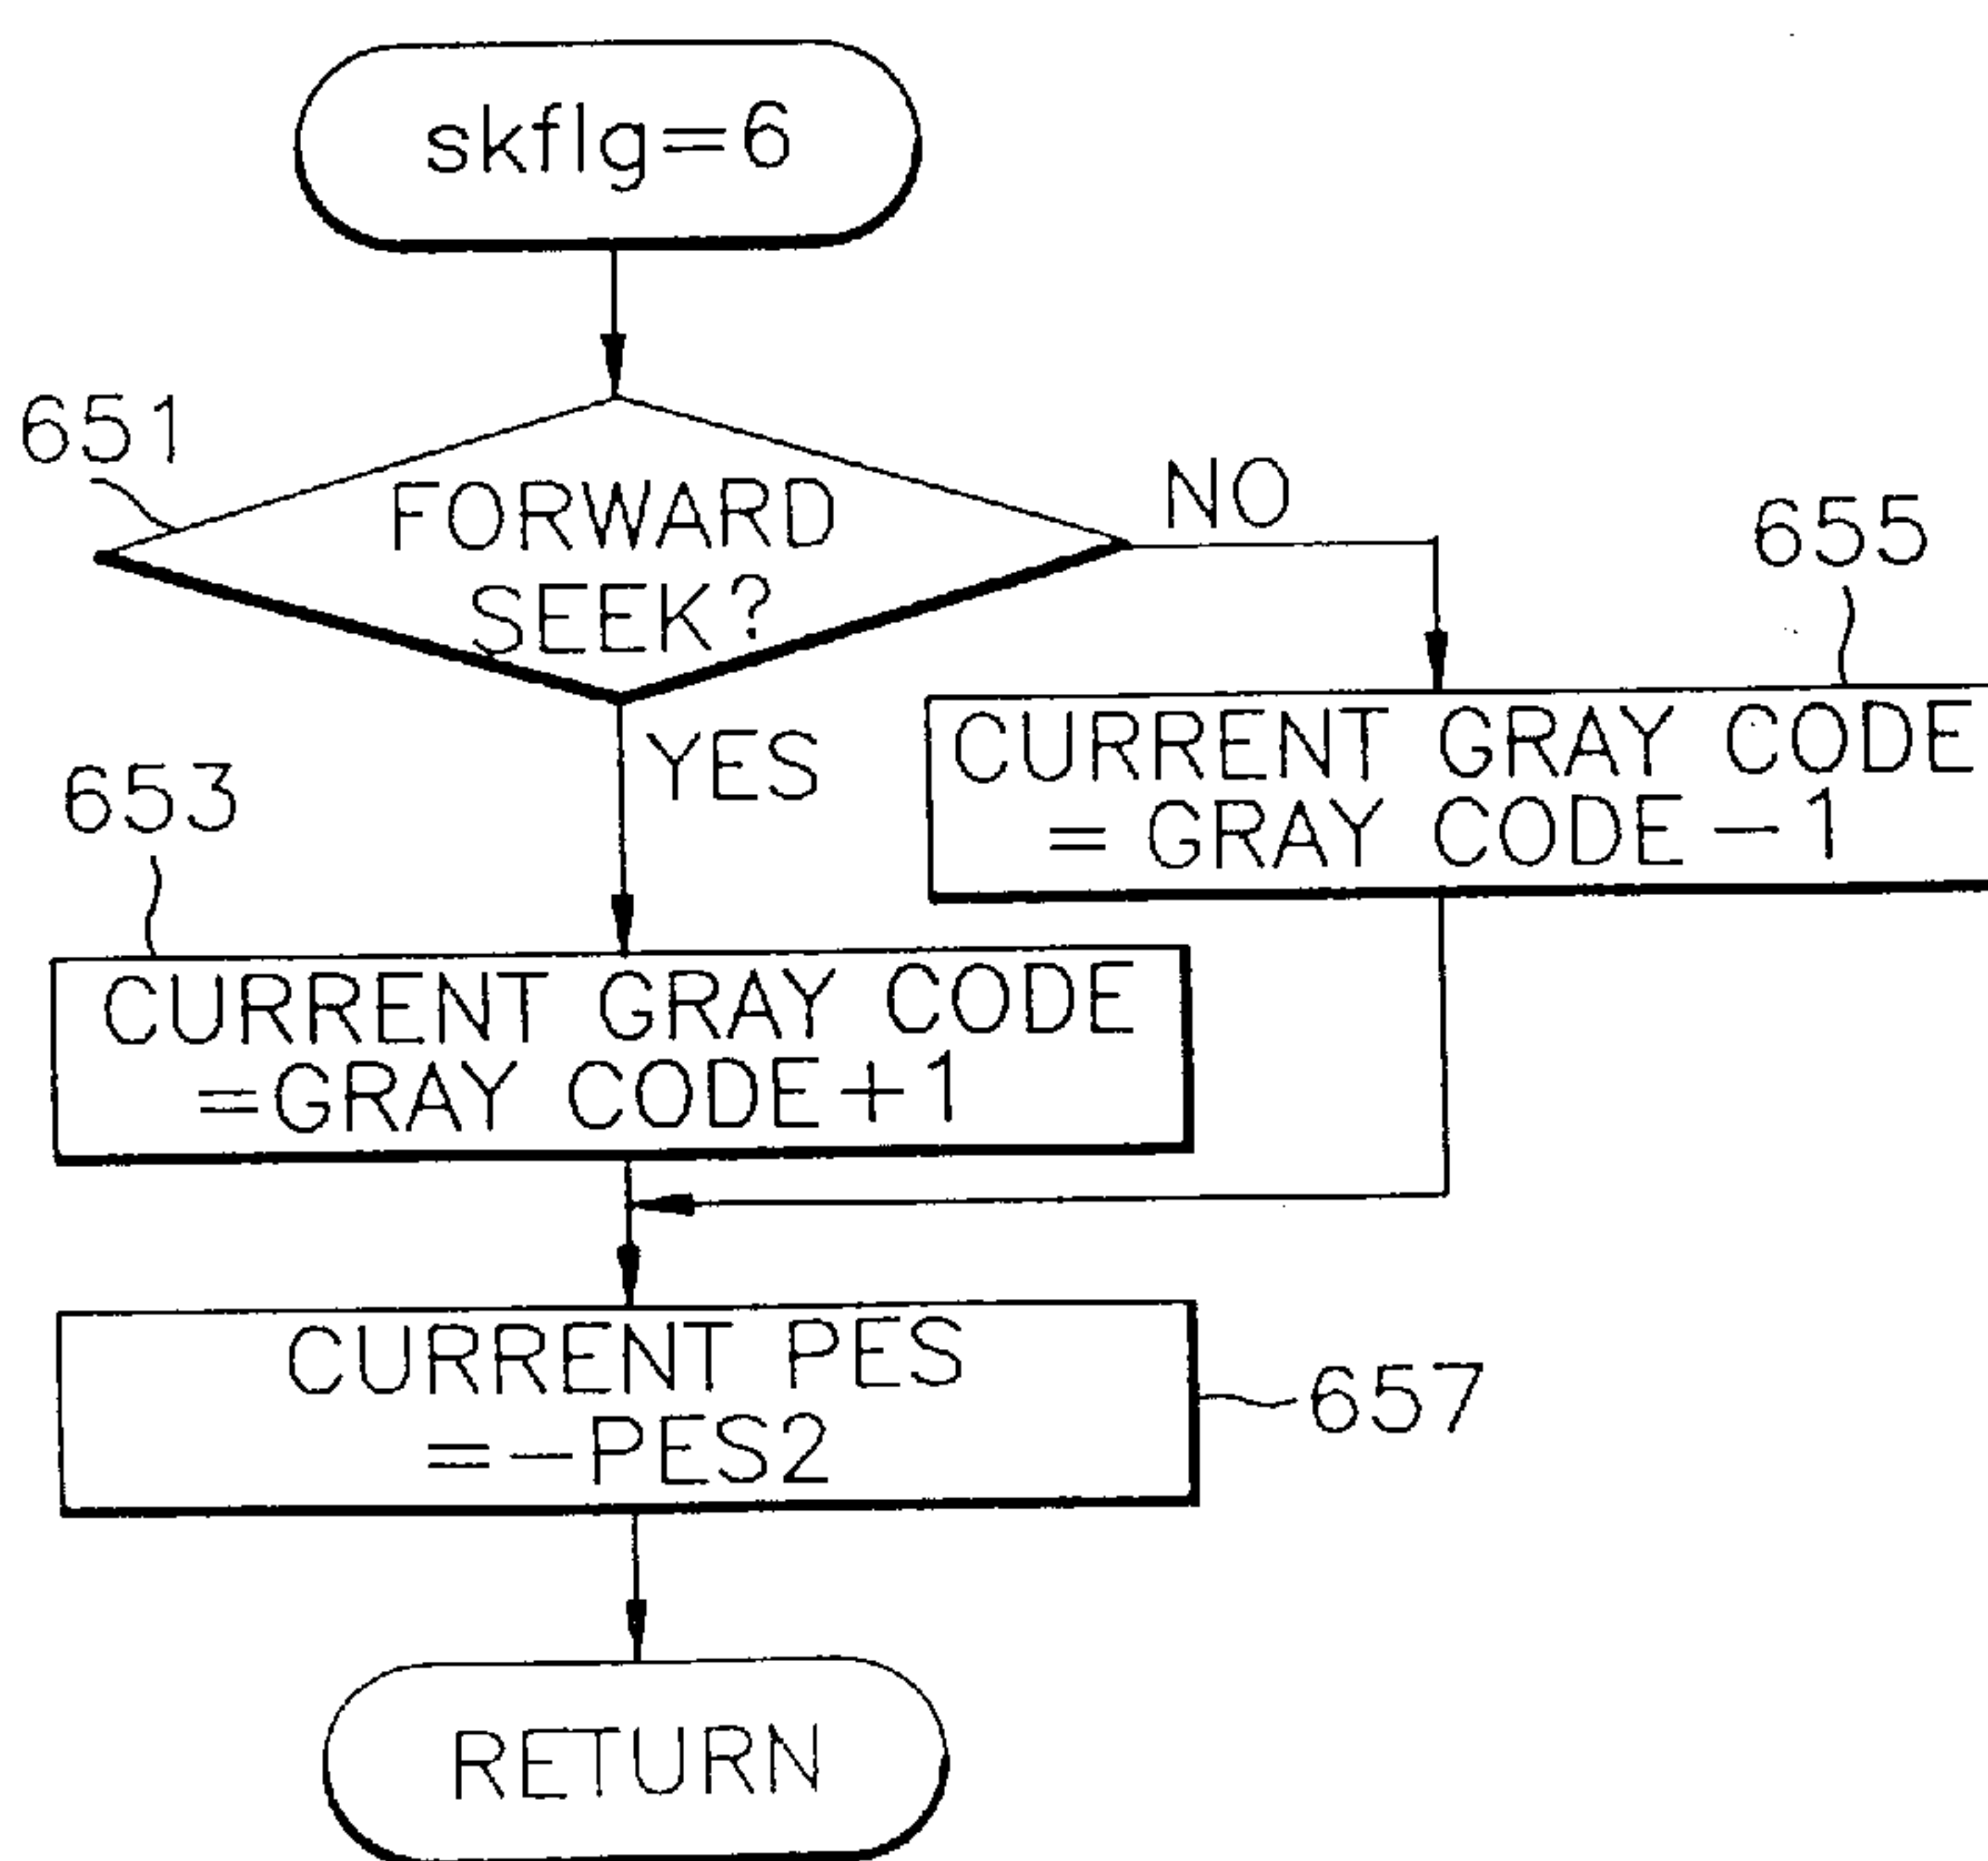 skflg=6
651
FORWARD
SEEK?
NO
655
YES
CURRENT GRAY CODE
= GRAY CODE-1
653
CURRENT GRAY CODE
=GRAY CODE+1
CURRENT PES
=-PES2
657
RETURN